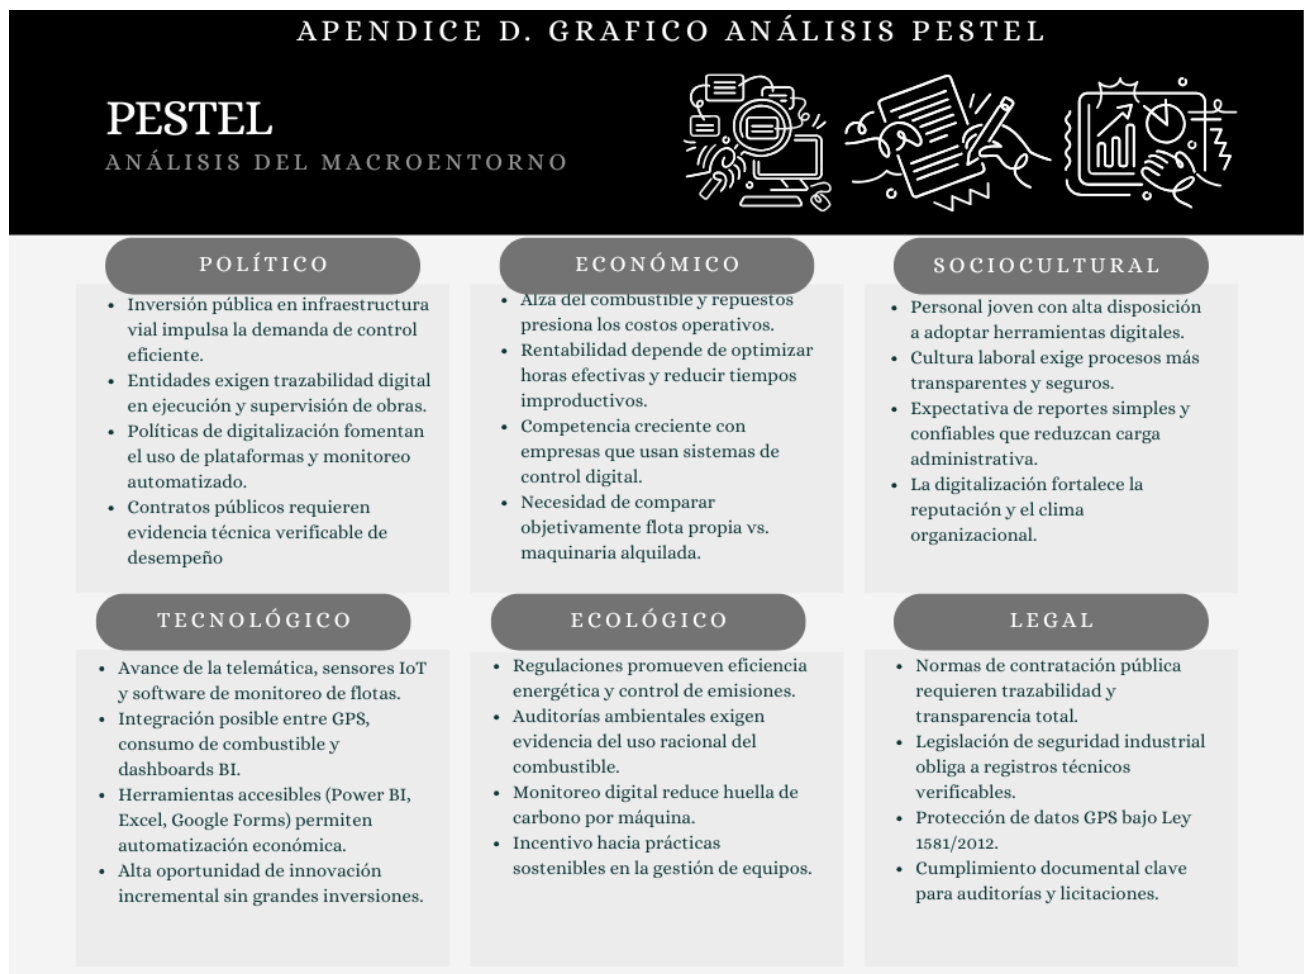 APENDICE D. GRAFICO ANÁLISIS PESTEL
PESTEL
ANÁLISIS DEL MACROENTORNO
POLÍTICO
• Inversión pública en infraestructura
vial impulsa la demanda de control
eficiente.
• Entidades exigen trazabilidad digital
en ejecución y supervisión de obras.
• Políticas de digitalización fomentan
el uso de plataformas y monitoreo
automatizado.
• Contratos públicos requieren
evidencia técnica verificable de
desempeño
ECONÓMICO
• Alza del combustible y repuestos
presiona los costos operativos.
• Rentabilidad depende de optimizar
horas efectivas y reducir tiempos
improductivos.
• Competencia creciente con
empresas que usan sistemas de
control digital.
• Necesidad de comparar
objetivamente flota propia vs.
maquinaria alquilada.
SOCIOCULTURAL
• Personal joven con alta disposición
a adoptar herramientas digitales.
• Cultura laboral exige procesos más
transparentes y seguros.
• Expectativa de reportes simples y
confiables que reduzcan carga
administrativa.
• La digitalización fortalece la
reputación y el clima
organizacional.
TECNOLÓGICO
• Avance de la telemática, sensores IoT
y software de monitoreo de flotas.
• Integración posible entre GPS,
consumo de combustible y
dashboards BI.
• Herramientas accesibles (Power BI,
Excel, Google Forms) permiten
automatización económica.
• Alta oportunidad de innovación
incremental sin grandes inversiones.
ECOLÓGICO
• Regulaciones promueven eficiencia
energética y control de emisiones.
• Auditorías ambientales exigen
evidencia del uso racional del
combustible.
• Monitoreo digital reduce huella de
carbono por máquina.
• Incentivo hacia prácticas
sostenibles en la gestión de equipos.
LEGAL
• Normas de contratación pública
requieren trazabilidad y
transparencia total.
• Legislación de seguridad industrial
obliga a registros técnicos
verificables.
• Protección de datos GPS bajo Ley
1581/2012.
• Cumplimiento documental clave
para auditorías y licitaciones.